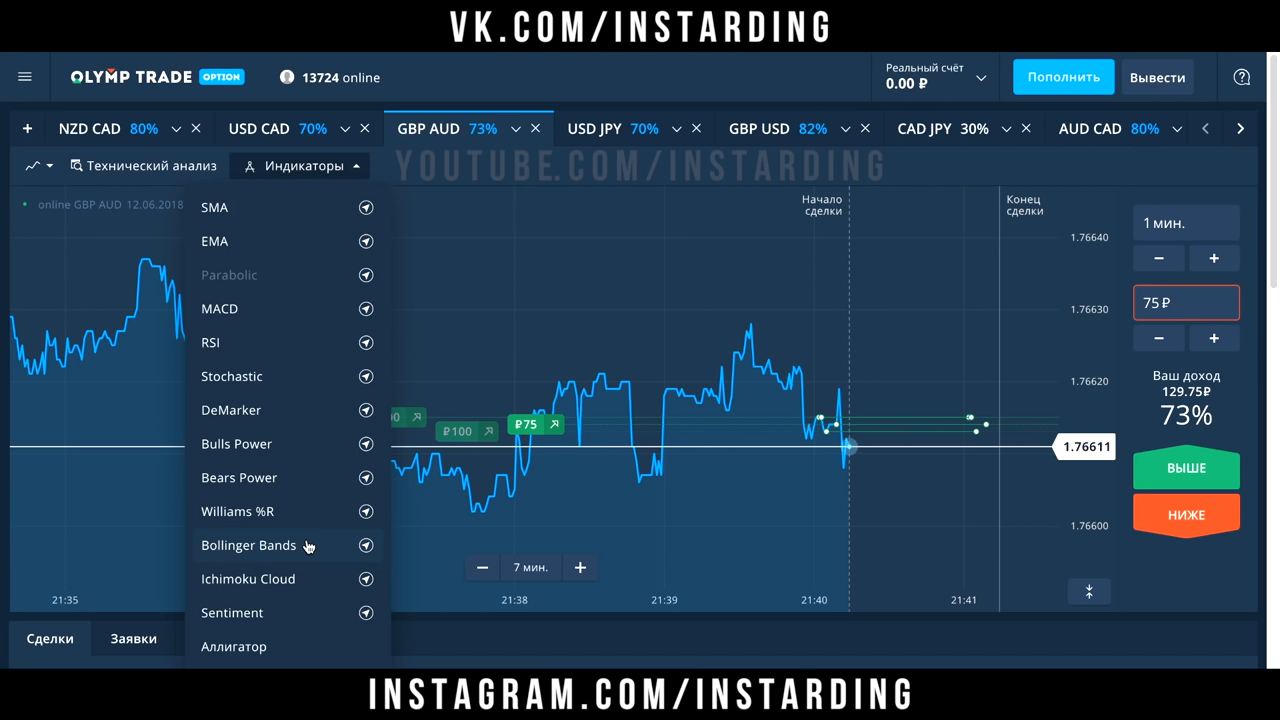 VK.COM/INSTARDING
OLYMP TRADE OPTION
13724 online
Реальный счёт
0.00 ₽
Пополнить
Вывести
+ NZD CAD 80%
USD CAD 70%
GBP AUD 73%
USD JPY 70%
GBP USD 82%
CAD JPY 30%
AUD CAD 80%
Технический анализ
Индикаторы
YOUTUBE.COM/INSTARDING
online GBP AUD 12.06.2018
SMA
EMA
Parabolic
MACD
RSI
Stochastic
DeMarker
Bulls Power
Bears Power
Williams %R
Bollinger Bands
Ichimoku Cloud
Sentiment
Аллигатор
Начало
сделки
Конец
сделки
1.76640
1.76630
1.76620
1.76611
1.76600
00
₽100
₽75
− 7 мин. +
21:35
21:38
21:39
21:40
21:41
1 мин.
− +
75 ₽
− +
Ваш доход
129.75₽
73%
ВЫШЕ
НИЖЕ
Сделки
Заявки
INSTAGRAM.COM/INSTARDING